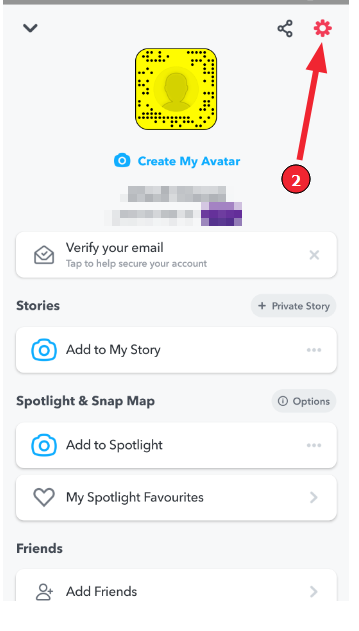 2
Create My Avatar
Verify your email
Tap to help secure your account
Stories
+ Private Story
Add to My Story
Spotlight & Snap Map
Options
Add to Spotlight
My Spotlight Favourites
Friends
Add Friends